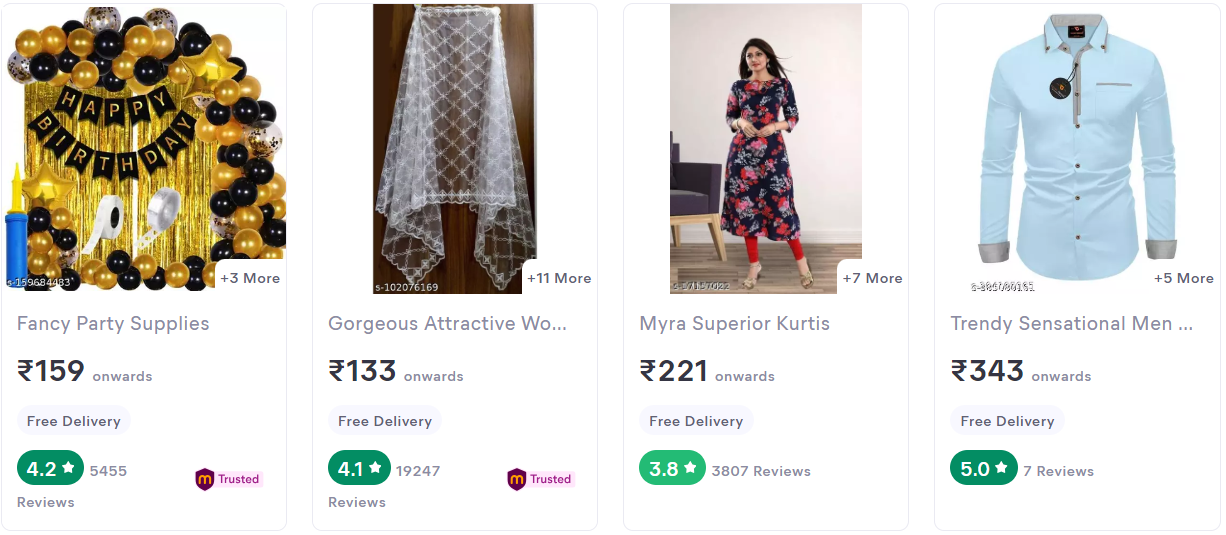 HAPPY
BIRTHDAY
s-159684483
+3 More
Fancy Party Supplies
₹159 onwards
Free Delivery
4.2 ★ 5455
Reviews
m Trusted
s-102076169
+11 More
Gorgeous Attractive Wo...
₹133 onwards
Free Delivery
4.1 ★ 19247
Reviews
m Trusted
+7 More
Myra Superior Kurtis
₹221 onwards
Free Delivery
3.8 ★ 3807 Reviews
+5 More
Trendy Sensational Men ...
₹343 onwards
Free Delivery
5.0 ★ 7 Reviews